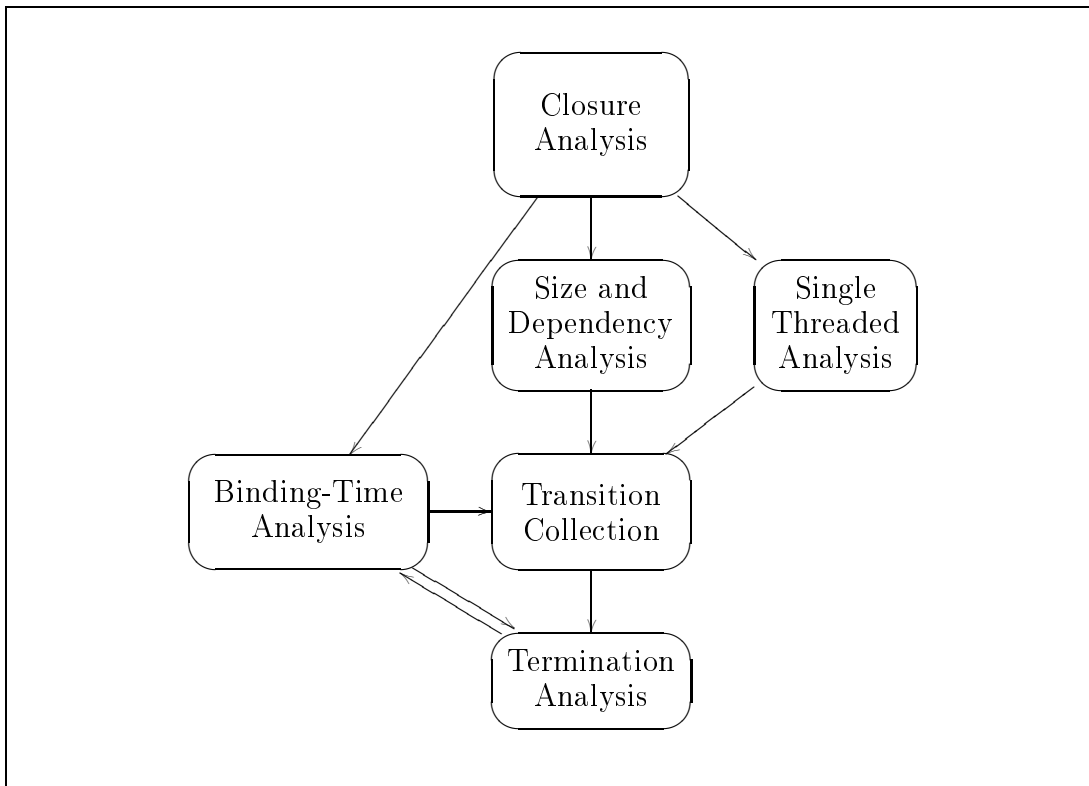 Closure
Analysis
Size and
Dependency
Analysis
Single
Threaded
Analysis
Binding-Time
Analysis
Transition
Collection
Termination
Analysis